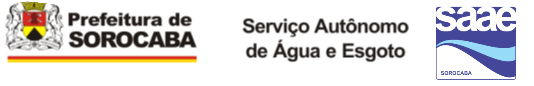 Prefeitura de
SOROCABA
Serviço Autônomo
de Água e Esgoto
saae
SOROCABA